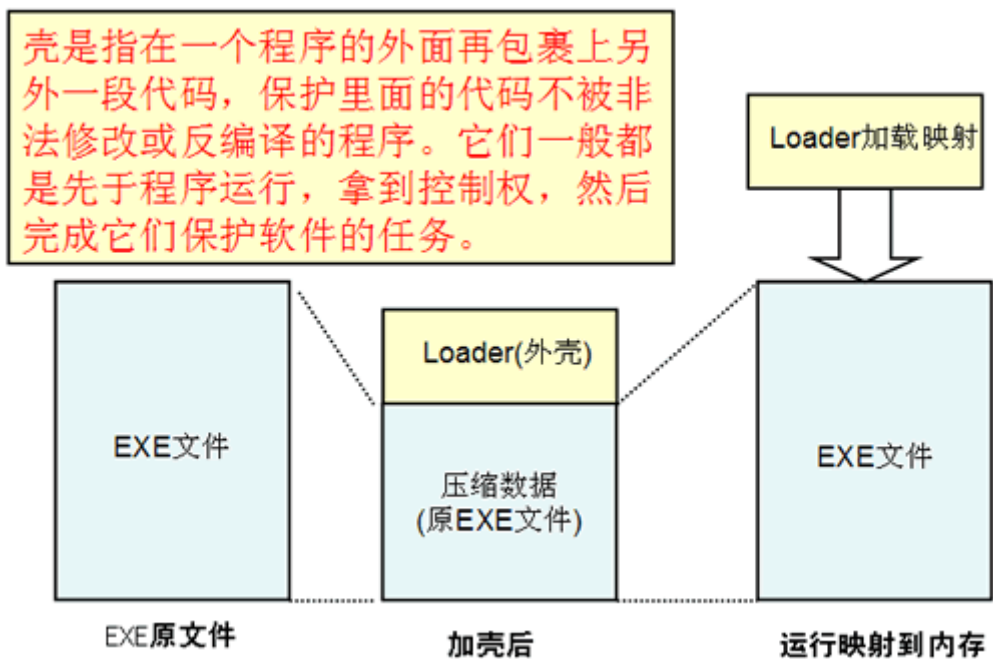 壳是指在一个程序的外面再包裹上另
外一段代码，保护里面的代码不被非
法修改或反编译的程序。它们一般都
是先于程序运行，拿到控制权，然后
完成它们保护软件的任务。
Loader加载映射
EXE文件
Loader(外壳)
压缩数据
(原EXE文件)
EXE文件
EXE原文件
加壳后
运行映射到内存